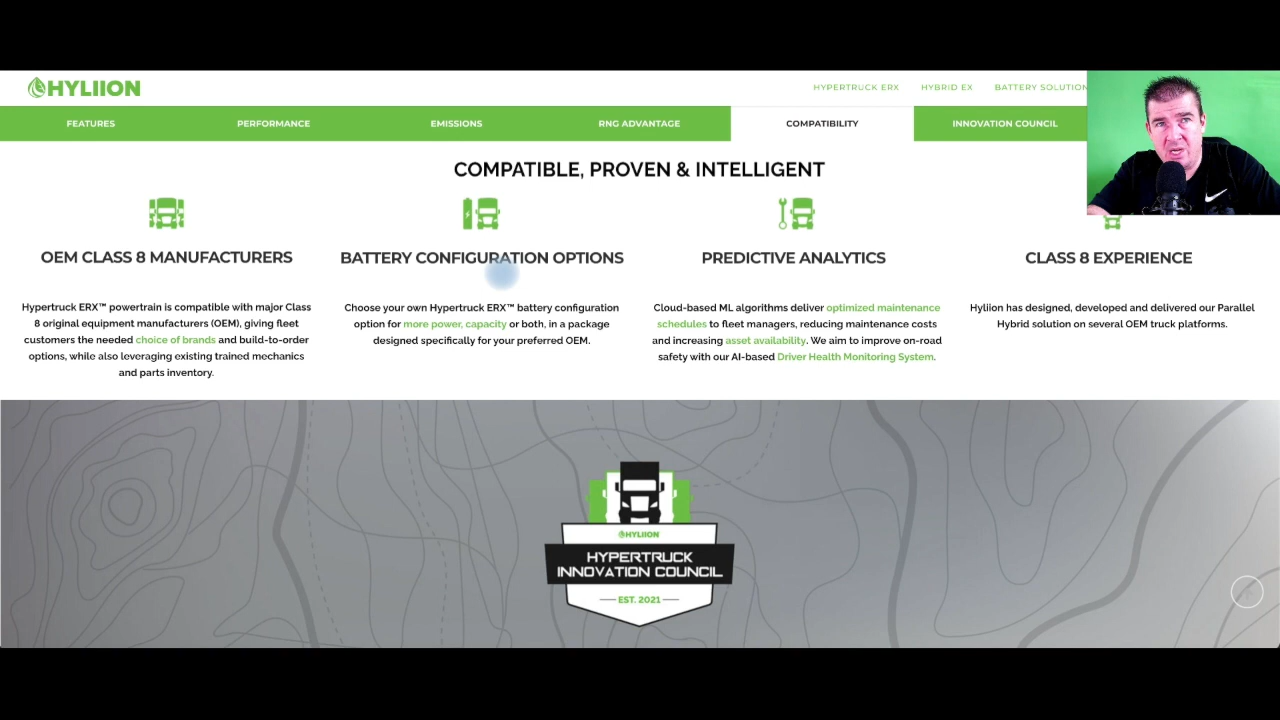 HYLIION
HYPERTRUCK ERX HYBRID EX BATTERY SOLUTION
FEATURES PERFORMANCE EMISSIONS RNG ADVANTAGE COMPATIBILITY INNOVATION COUNCIL
COMPATIBLE, PROVEN & INTELLIGENT
OEM CLASS 8 MANUFACTURERS
Hypertruck ERX™ powertrain is compatible with major Class
8 original equipment manufacturers (OEM), giving fleet
customers the needed choice of brands and build-to-order
options, while also leveraging existing trained mechanics
and parts inventory.
BATTERY CONFIGURATION OPTIONS
Choose your own Hypertruck ERX™ battery configuration
option for more power, capacity or both, in a package
designed specifically for your preferred OEM.
PREDICTIVE ANALYTICS
Cloud-based ML algorithms deliver optimized maintenance
schedules to fleet managers, reducing maintenance costs
and increasing asset availability. We aim to improve on-road
safety with our AI-based Driver Health Monitoring System.
CLASS 8 EXPERIENCE
Hyliion has designed, developed and delivered our Parallel
Hybrid solution on several OEM truck platforms.
HYLIION
HYPERTRUCK
INNOVATION COUNCIL
EST. 2021